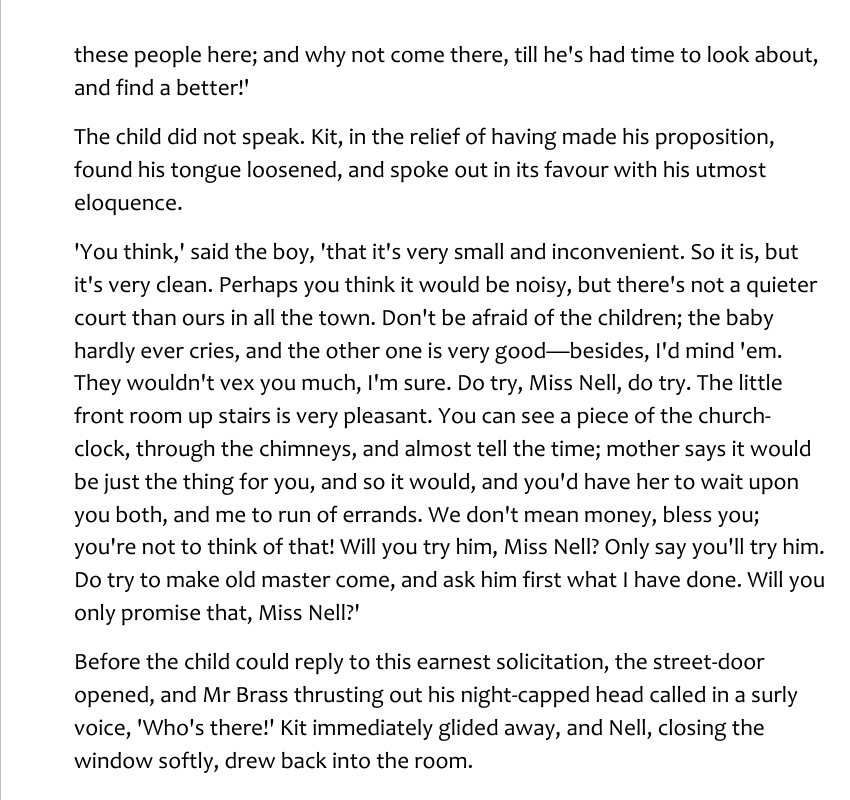 these people here; and why not come there, till he's had time to look about,
and find a better!'
The child did not speak. Kit, in the relief of having made his proposition,
found his tongue loosened, and spoke out in its favour with his utmost
eloquence.
'You think,' said the boy, 'that it's very small and inconvenient. So it is, but
it's very clean. Perhaps you think it would be noisy, but there's not a quieter
court than ours in all the town. Don't be afraid of the children; the baby
hardly ever cries, and the other one is very good—besides, I'd mind 'em.
They wouldn't vex you much, I'm sure. Do try, Miss Nell, do try. The little
front room up stairs is very pleasant. You can see a piece of the church-
clock, through the chimneys, and almost tell the time; mother says it would
be just the thing for you, and so it would, and you'd have her to wait upon
you both, and me to run of errands. We don't mean money, bless you;
you're not to think of that! Will you try him, Miss Nell? Only say you'll try him.
Do try to make old master come, and ask him first what I have done. Will you
only promise that, Miss Nell?'
Before the child could reply to this earnest solicitation, the street-door
opened, and Mr Brass thrusting out his night-capped head called in a surly
voice, 'Who's there!' Kit immediately glided away, and Nell, closing the
window softly, drew back into the room.